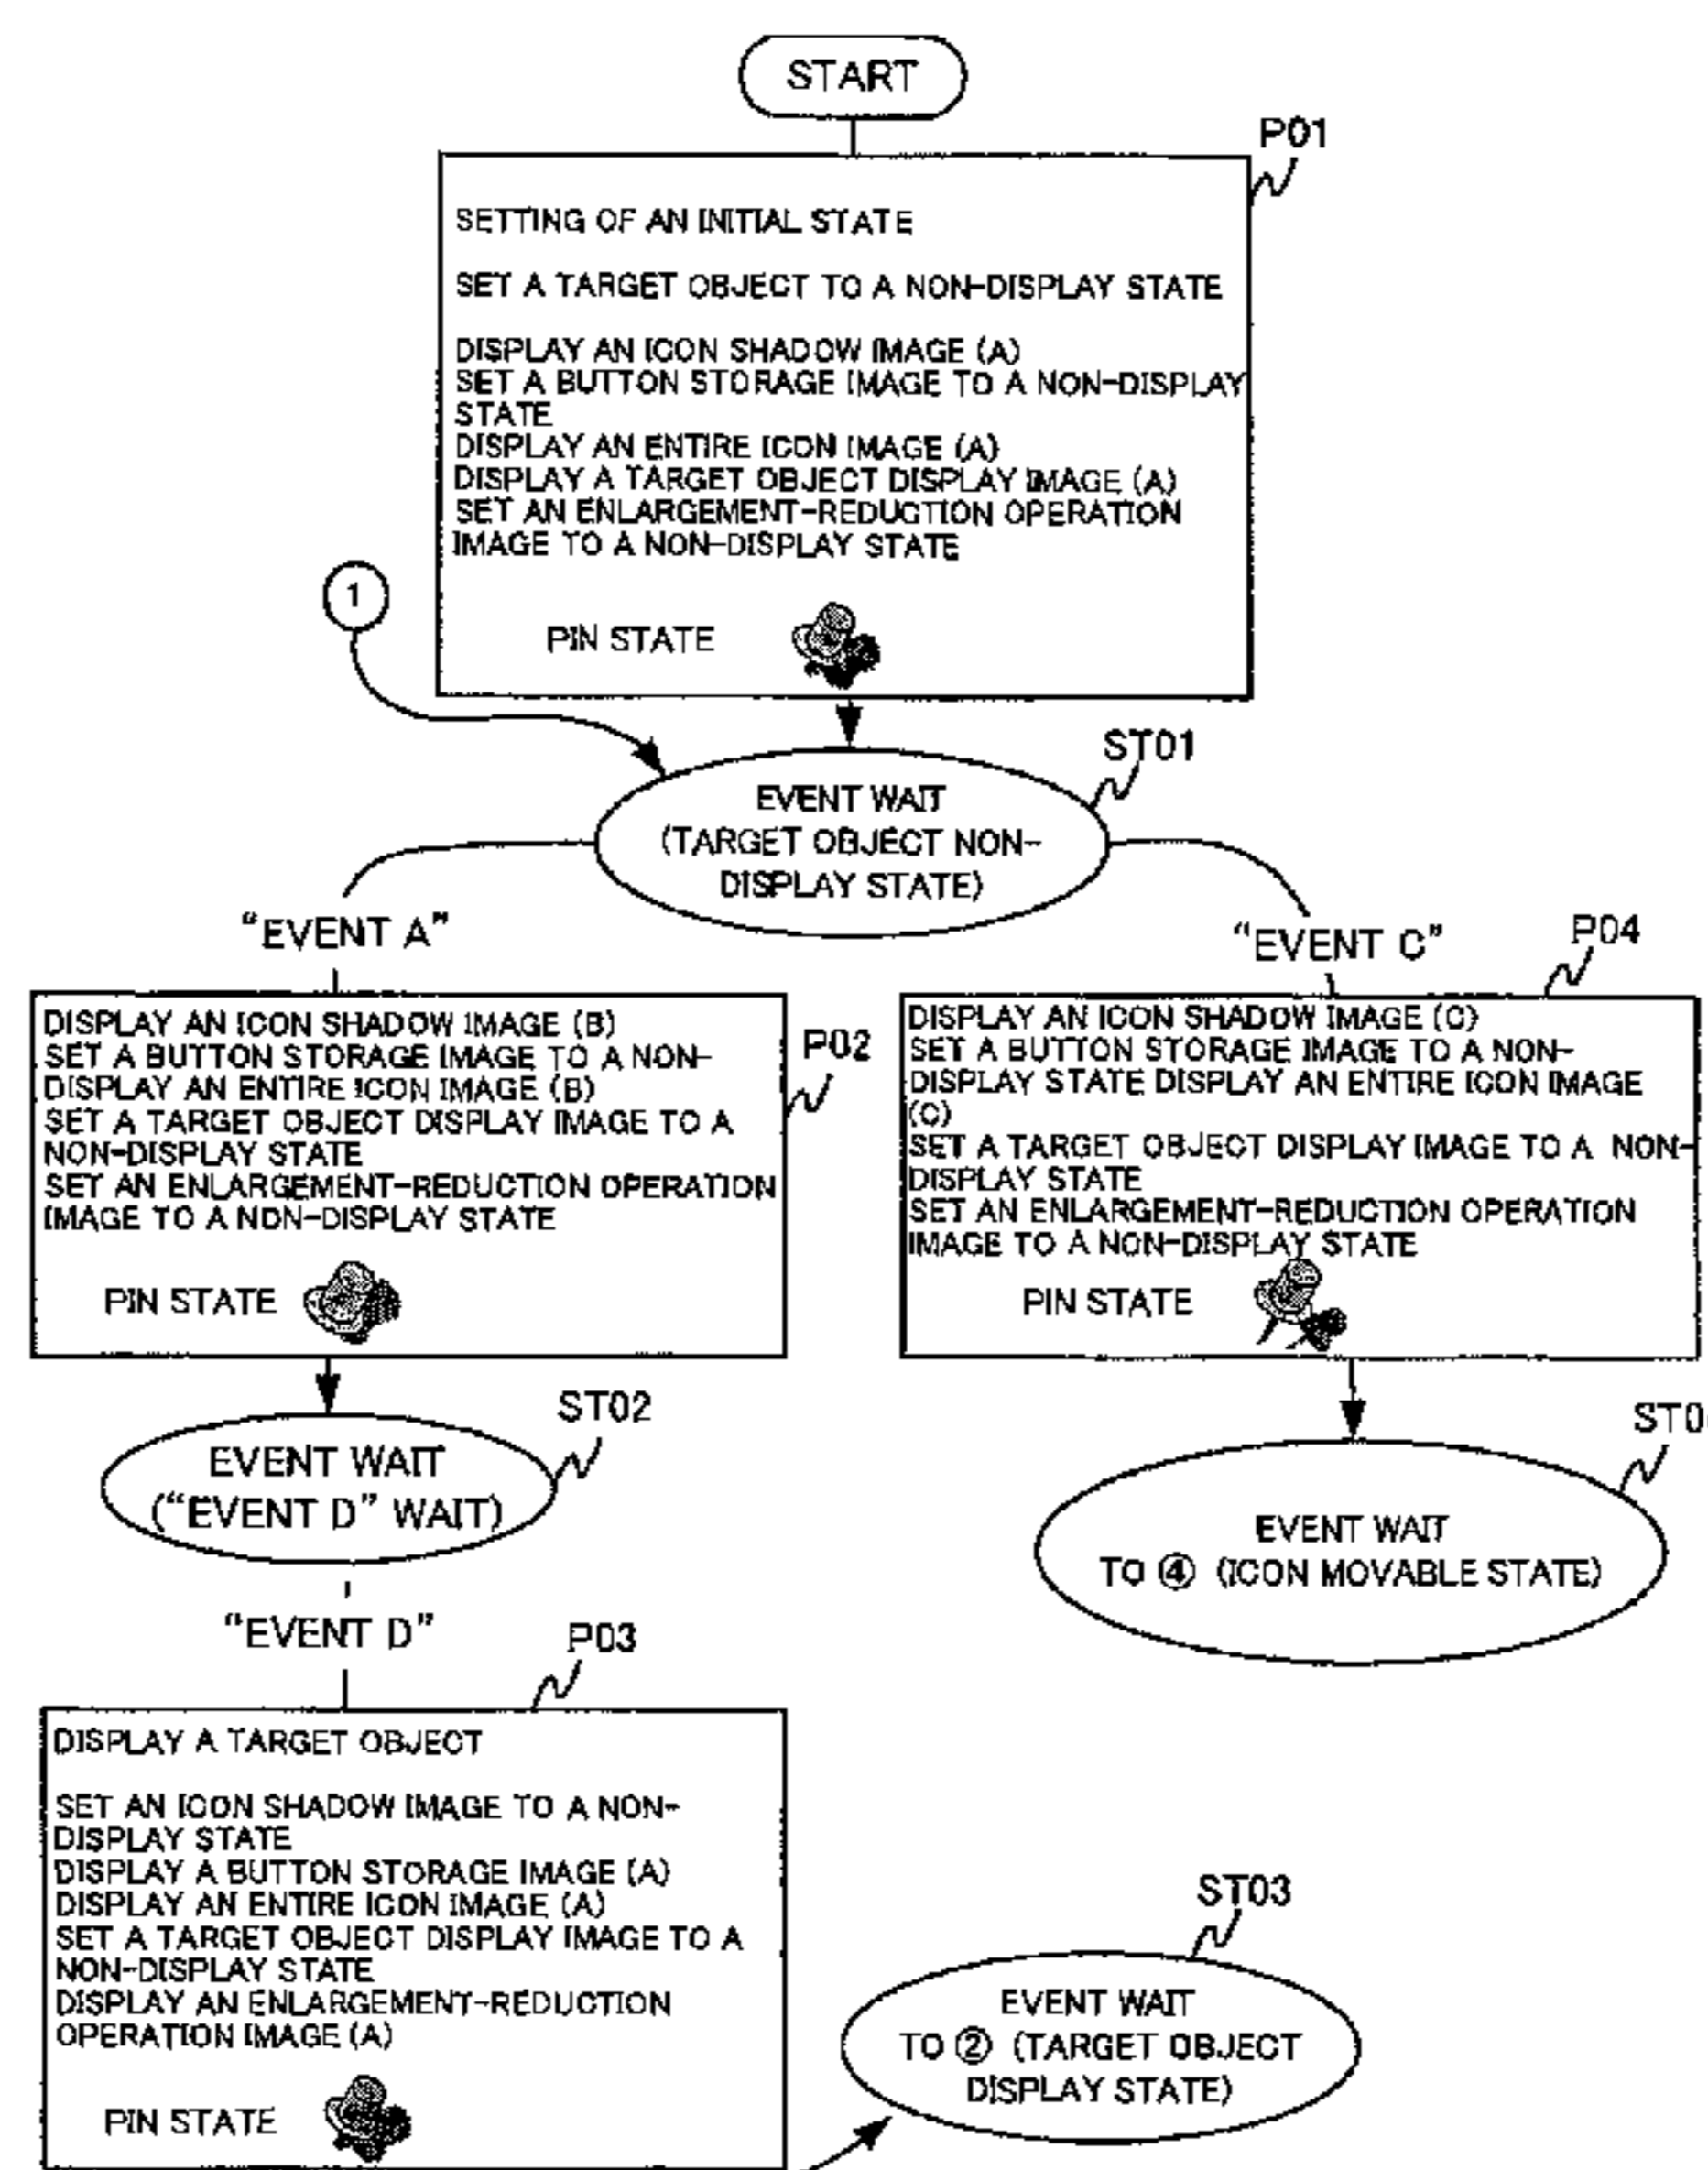 START
P01
SETTING OF AN INITIAL STATE
SET A TARGET OBJECT TO A NON-DISPLAY STATE
DISPLAY AN ICON SHADOW IMAGE (A)
SET A BUTTON STORAGE IMAGE TO A NON-DISPLAY
STATE
DISPLAY AN ENTIRE ICON IMAGE (A)
DISPLAY A TARGET OBJECT DISPLAY IMAGE (A)
SET AN ENLARGEMENT-REDUCTION OPERATION
IMAGE TO A NON-DISPLAY STATE
1
PIN STATE
ST01
EVENT WAIT
(TARGET OBJECT NON-
DISPLAY STATE)
"EVENT A"
"EVENT C"
P04
DISPLAY AN ICON SHADOW IMAGE (B)
SET A BUTTON STORAGE IMAGE TO A NON-
DISPLAY AN ENTIRE ICON IMAGE (B)
SET A TARGET OBJECT DISPLAY IMAGE TO A
NON-DISPLAY STATE
SET AN ENLARGEMENT-REDUCTION OPERATION
IMAGE TO A NON-DISPLAY STATE
PIN STATE
P02
DISPLAY AN ICON SHADOW IMAGE (C)
SET A BUTTON STORAGE IMAGE TO A NON-
DISPLAY STATE DISPLAY AN ENTIRE ICON IMAGE
(C)
SET A TARGET OBJECT DISPLAY IMAGE TO A NON-
DISPLAY STATE
SET AN ENLARGEMENT-REDUCTION OPERATION
IMAGE TO A NON-DISPLAY STATE
PIN STATE
ST02
EVENT WAIT
("EVENT D" WAIT)
ST0
EVENT WAIT
TO ④ (ICON MOVABLE STATE)
"EVENT D"
P03
DISPLAY A TARGET OBJECT
SET AN ICON SHADOW IMAGE TO A NON-
DISPLAY STATE
DISPLAY A BUTTON STORAGE IMAGE (A)
DISPLAY AN ENTIRE ICON IMAGE (A)
SET A TARGET OBJECT DISPLAY IMAGE TO A
NON-DISPLAY STATE
DISPLAY AN ENLARGEMENT-REDUCTION
OPERATION IMAGE (A)
PIN STATE
ST03
EVENT WAIT
TO ② (TARGET OBJECT
DISPLAY STATE)